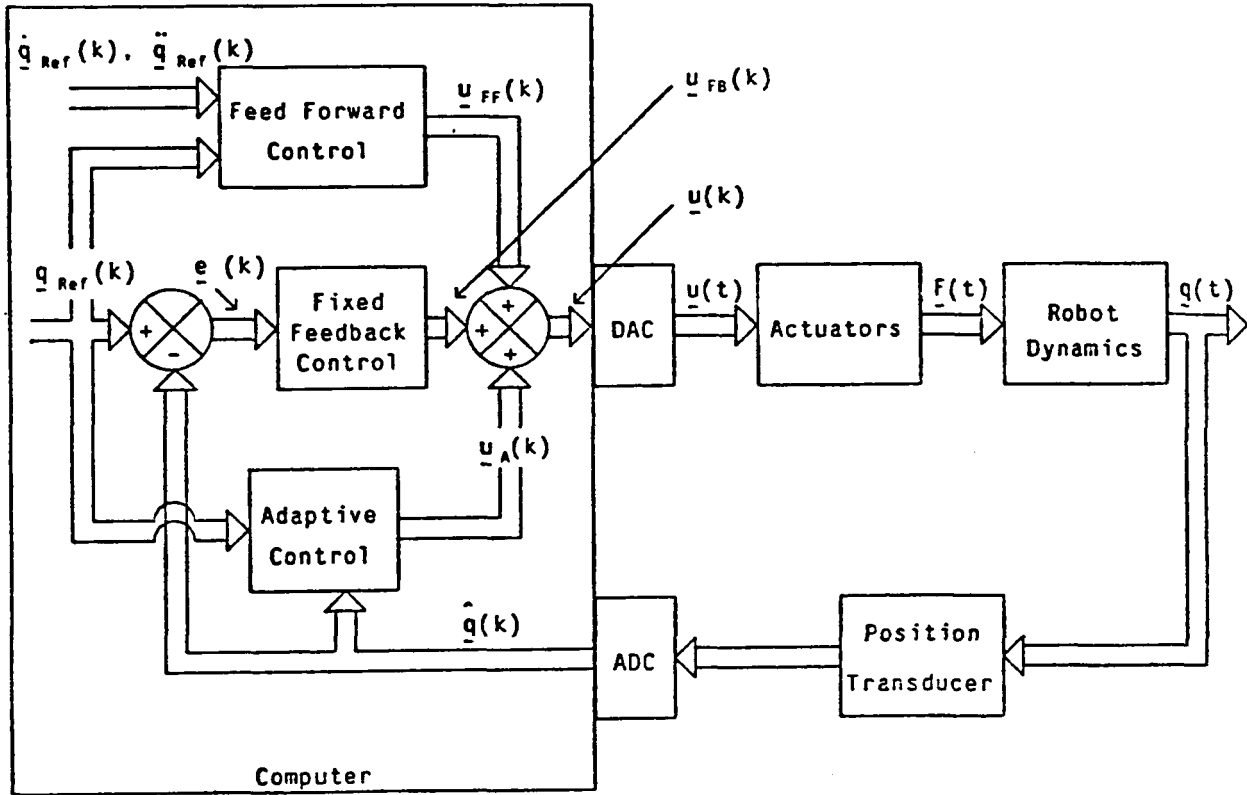 q̇ Ref(k), q̈ Ref(k)
Feed Forward
Control
u FF(k)
u FB(k)
u(k)
q Ref(k)
e (k)
+
-
Fixed
Feedback
Control
+
+
+
DAC
u(t)
Actuators
F(t)
Robot
Dynamics
q(t)
u A(k)
Adaptive
Control
q̂(k)
ADC
Position
Transducer
Computer